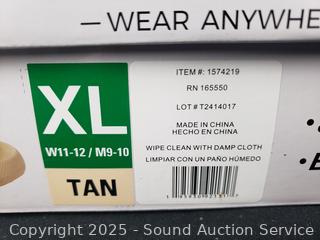 — WEAR ANYWHE
XL
W11-12 / M9-10
TAN
ITEM #: 1574219
RN 165550
LOT # T2414017
MADE IN CHINA
HECHO EN CHINA
WIPE CLEAN WITH DAMP CLOTH
LIMPIAR CON UN PAÑO HÚMEDO
Copyright 2025 - Sound Auction Service